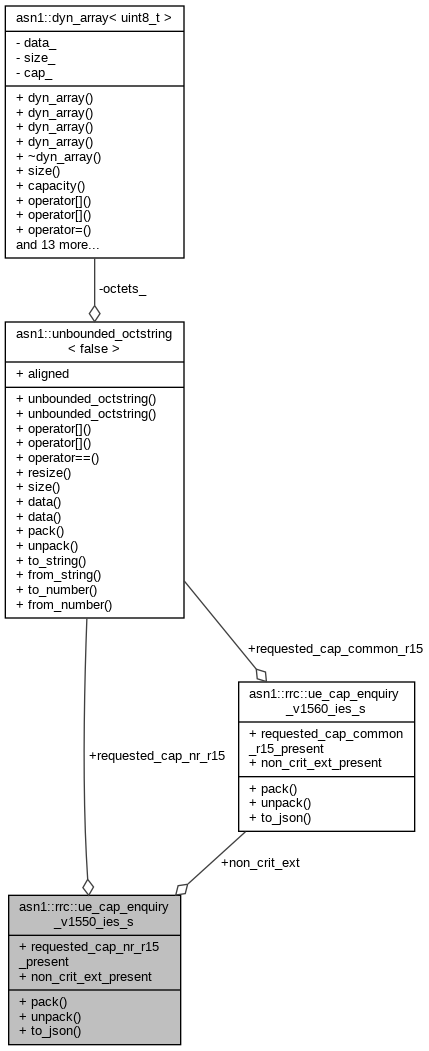 asn1::dyn_array< uint8_t >
- data_
- size_
- cap_
+ dyn_array()
+ dyn_array()
+ dyn_array()
+ dyn_array()
+ ~dyn_array()
+ size()
+ capacity()
+ operator[]()
+ operator[]()
+ operator=()
and 13 more...
-octets_
asn1::unbounded_octstring
< false >
+ aligned
+ unbounded_octstring()
+ unbounded_octstring()
+ operator[]()
+ operator[]()
+ operator==()
+ resize()
+ size()
+ data()
+ data()
+ pack()
+ unpack()
+ to_string()
+ from_string()
+ to_number()
+ from_number()
+requested_cap_common_r15
asn1::rrc::ue_cap_enquiry
_v1560_ies_s
+ requested_cap_common
_r15_present
+ non_crit_ext_present
+ pack()
+ unpack()
+ to_json()
+requested_cap_nr_r15
+non_crit_ext
asn1::rrc::ue_cap_enquiry
_v1550_ies_s
+ requested_cap_nr_r15
_present
+ non_crit_ext_present
+ pack()
+ unpack()
+ to_json()